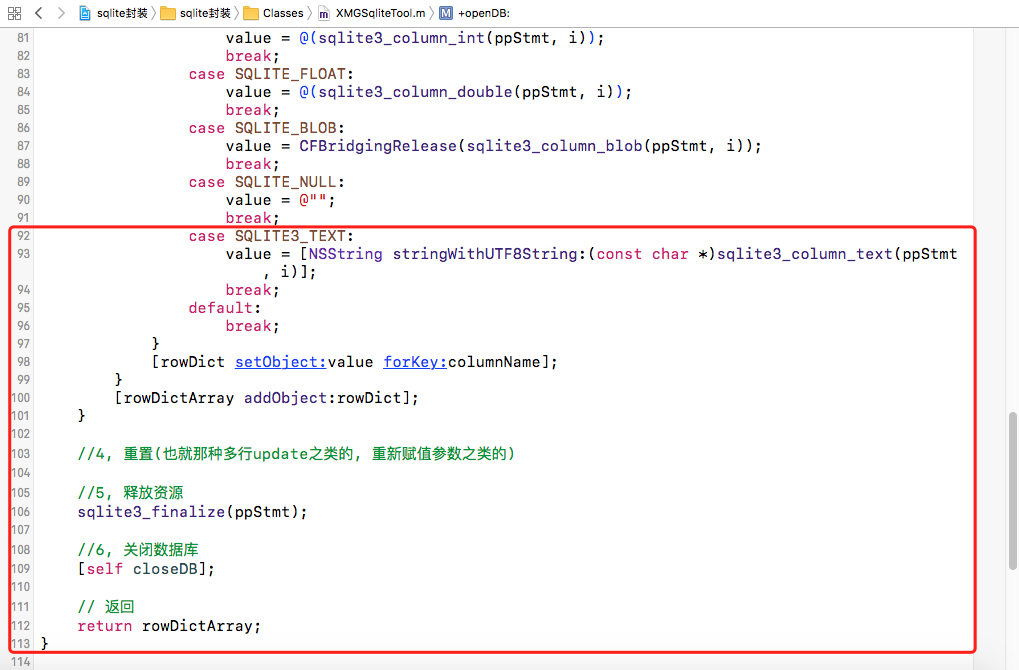 sqlite封装 〉 sqlite封装 〉 Classes 〉 m XMGSqliteTool.m 〉 M +openDB:
81 value = @(sqlite3_column_int(ppStmt, i));
82 break;
83 case SQLITE_FLOAT:
84 value = @(sqlite3_column_double(ppStmt, i));
85 break;
86 case SQLITE_BLOB:
87 value = CFBridgingRelease(sqlite3_column_blob(ppStmt, i));
88 break;
89 case SQLITE_NULL:
90 value = @"";
91 break;
92 case SQLITE3_TEXT:
93 value = [NSString stringWithUTF8String:(const char *)sqlite3_column_text(ppStmt
, i)];
94 break;
95 default:
96 break;
97 }
98 [rowDict setObject:value forKey:columnName];
99 }
100 [rowDictArray addObject:rowDict];
101 }
102
103 //4, 重置(也就那种多行update之类的, 重新赋值参数之类的)
104
105 //5, 释放资源
106 sqlite3_finalize(ppStmt);
107
108 //6, 关闭数据库
109 [self closeDB];
110
111 // 返回
112 return rowDictArray;
113 }
114